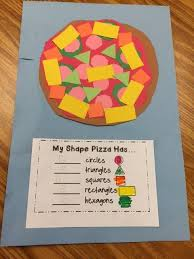 My Shape Pizza Has...
circles
triangles
squares
rectangles
hexagons